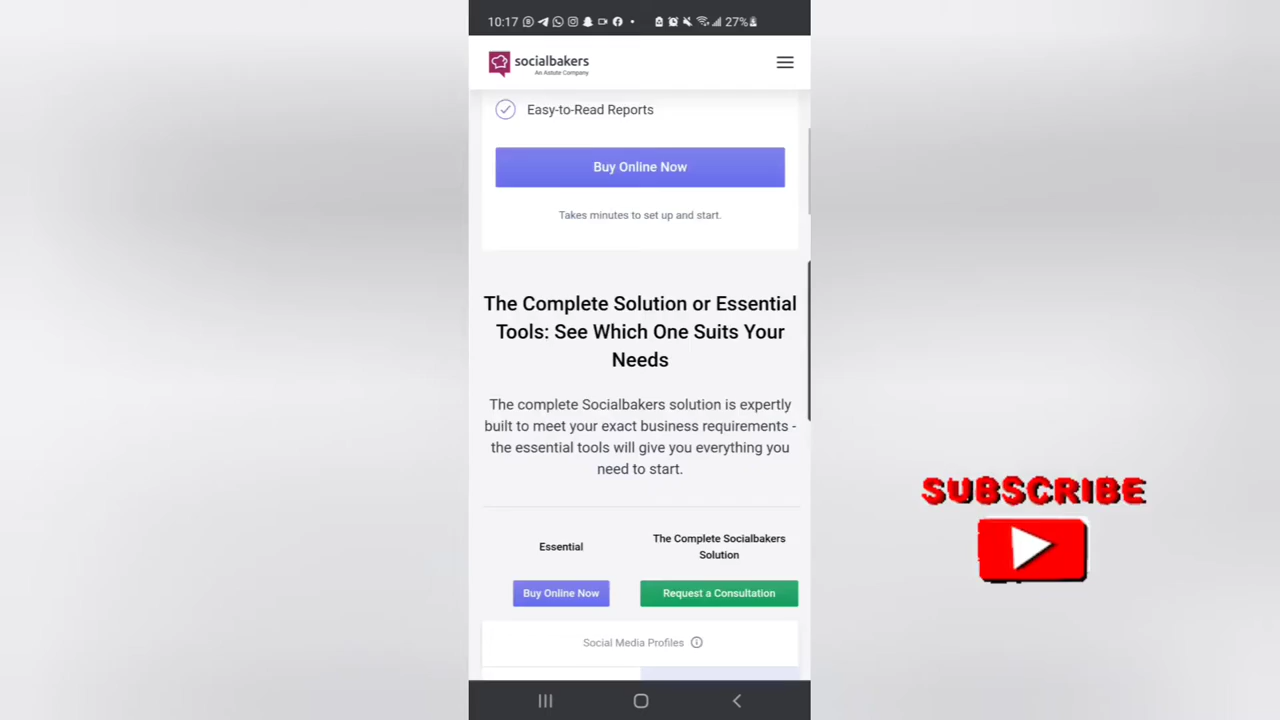 10:17
27%
socialbakers
An Astute Company
Easy-to-Read Reports
Buy Online Now
Takes minutes to set up and start.
The Complete Solution or Essential
Tools: See Which One Suits Your
Needs
The complete Socialbakers solution is expertly
built to meet your exact business requirements -
the essential tools will give you everything you
need to start.
Essential
The Complete Socialbakers
Solution
Buy Online Now
Request a Consultation
Social Media Profiles
SUBSCRIBE